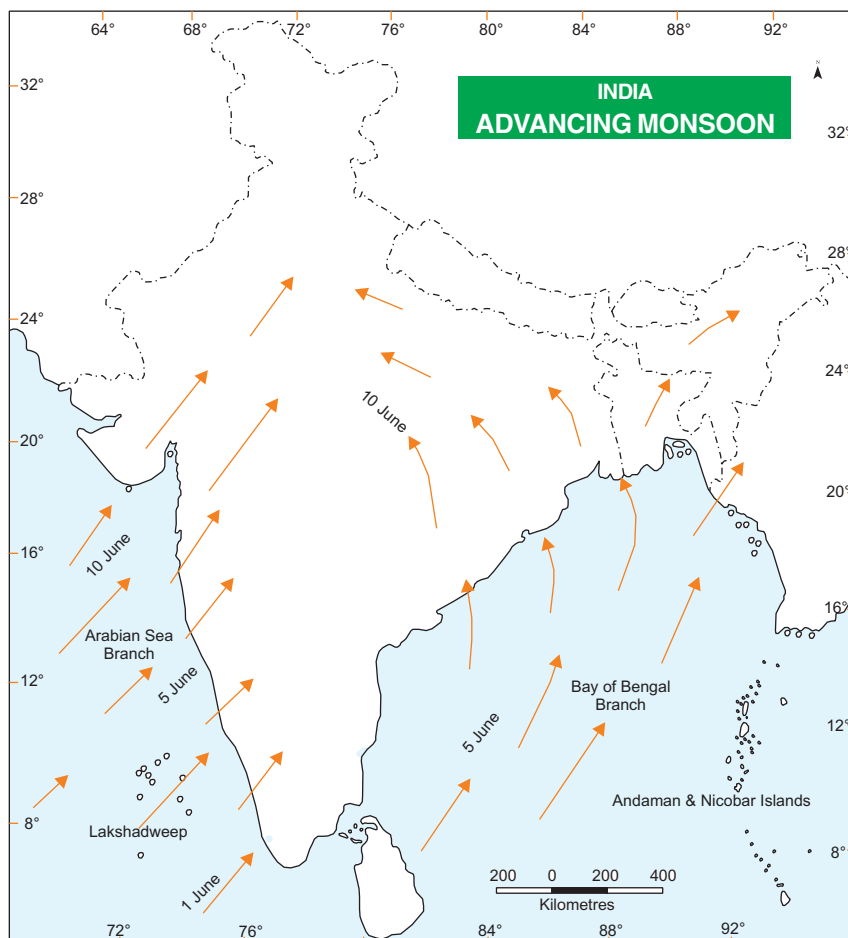 64°
68°
72°
80°
84°
88°
92°
N
INDIA
ADVANCING MONSOON
32°
32°
28°
28°
24°
24°
10 June
20°
20°
16°
10 June
16°
Arabian Sea
Branch
5 June
12°
Bay of Bengal
Branch
12°
5 June
Andaman & Nicobar Islands
8°
Lakshadweep
8°
1 June
200 0 200 400
Kilometres
72°
76°
84°
88°
92°